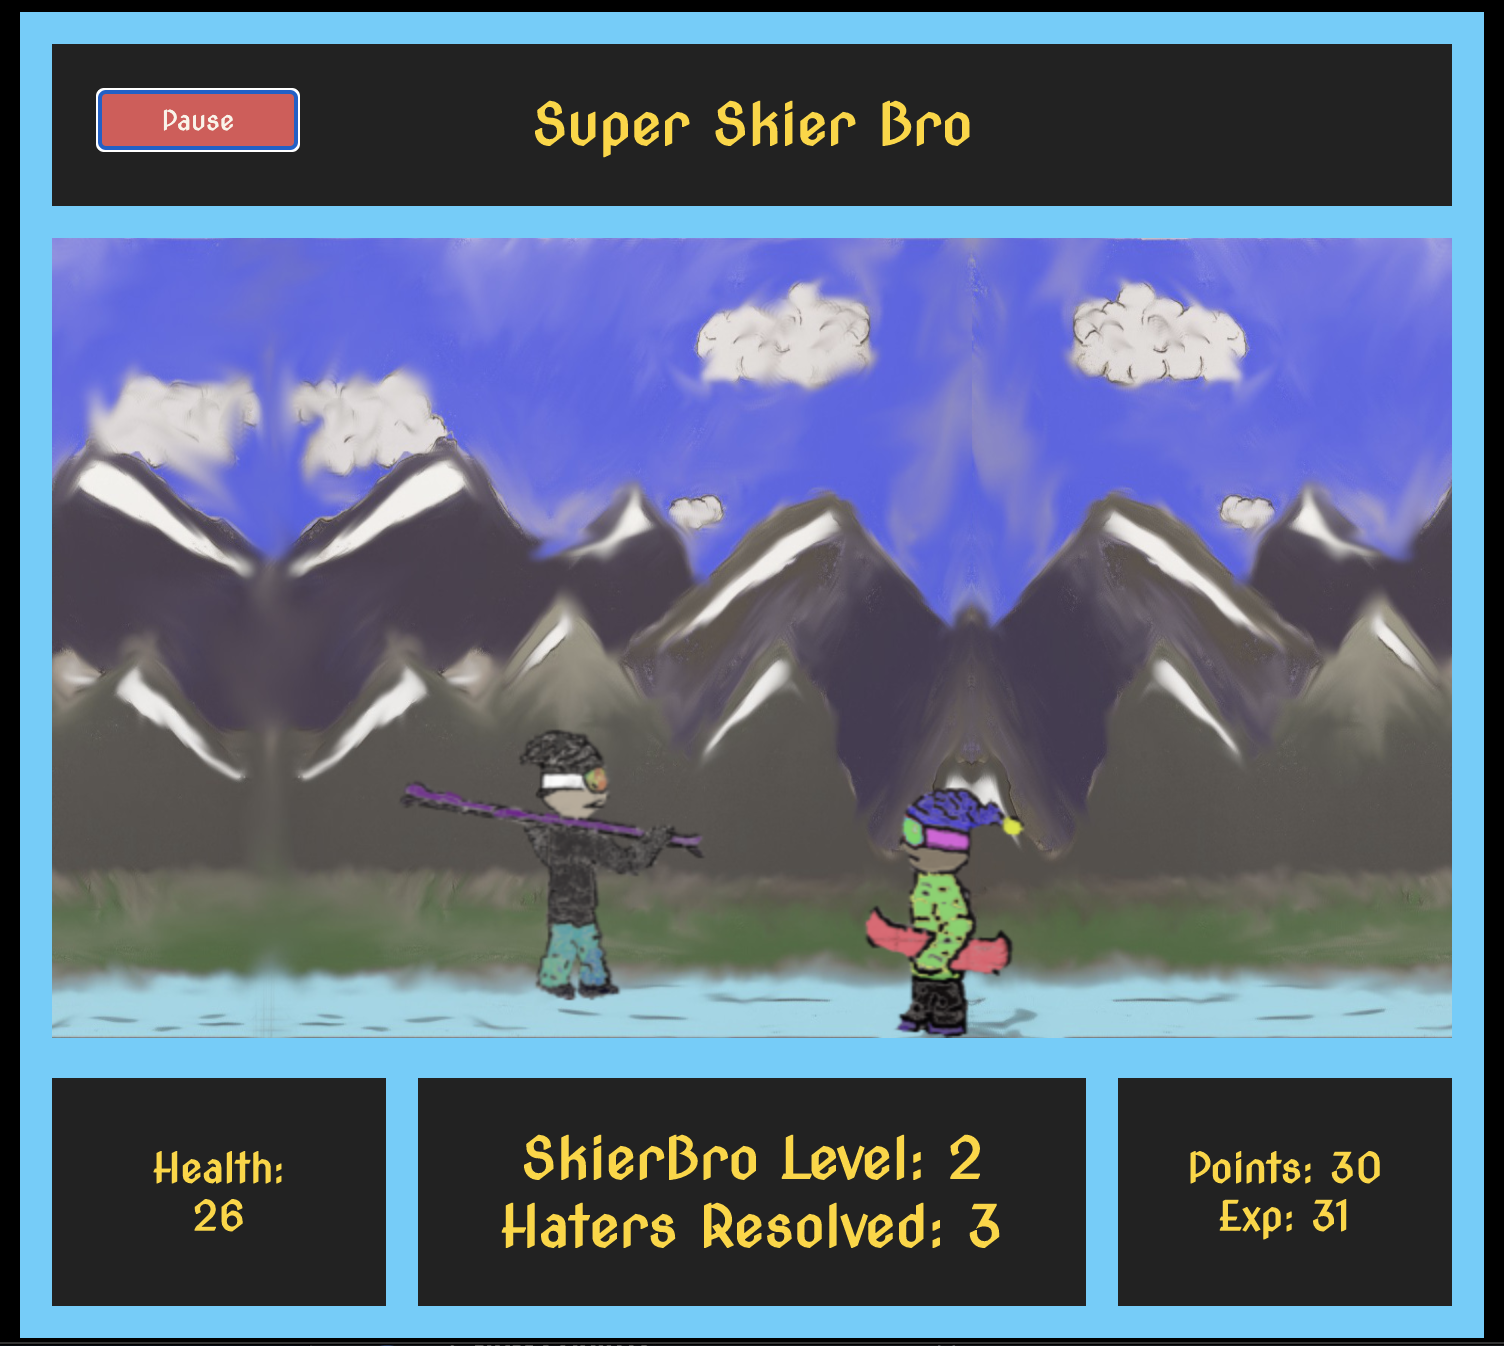 Pause
Super Skier Bro
Health:
26
SkierBro Level: 2
Haters Resolved: 3
Points: 30
Exp: 31